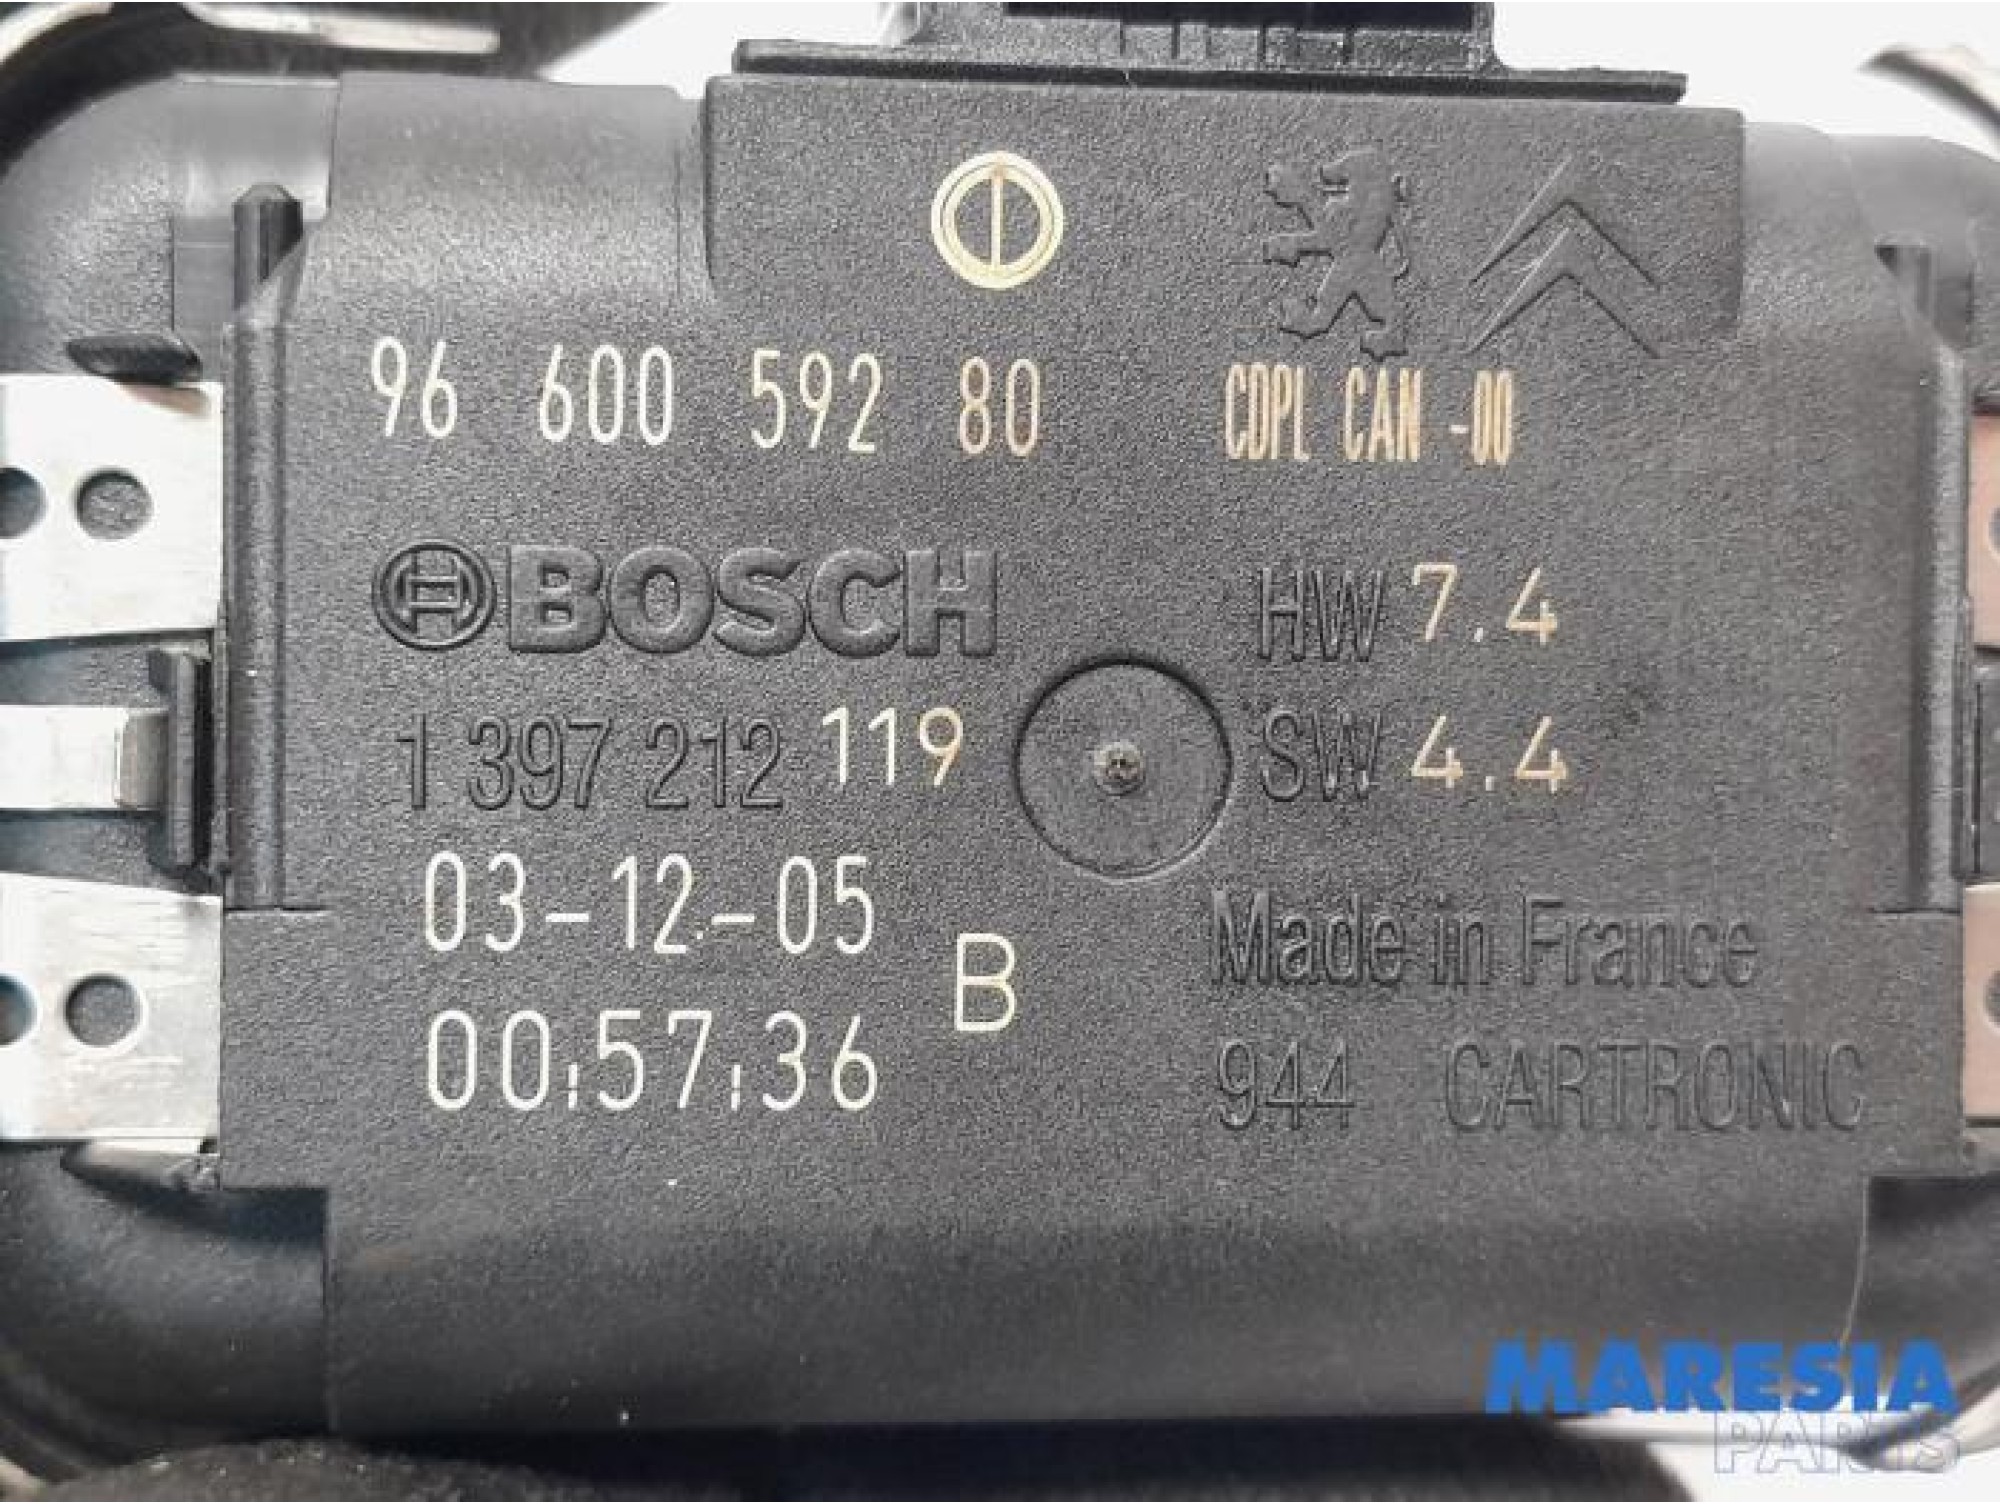 96 600 592 80 CDPL CAN -00
BOSCH HW 7.4
1 397 212 119 SW 4.4
03-12-05 Made in France
B
00:57:36 944 CARTRONIC
MARESIA
PARTS